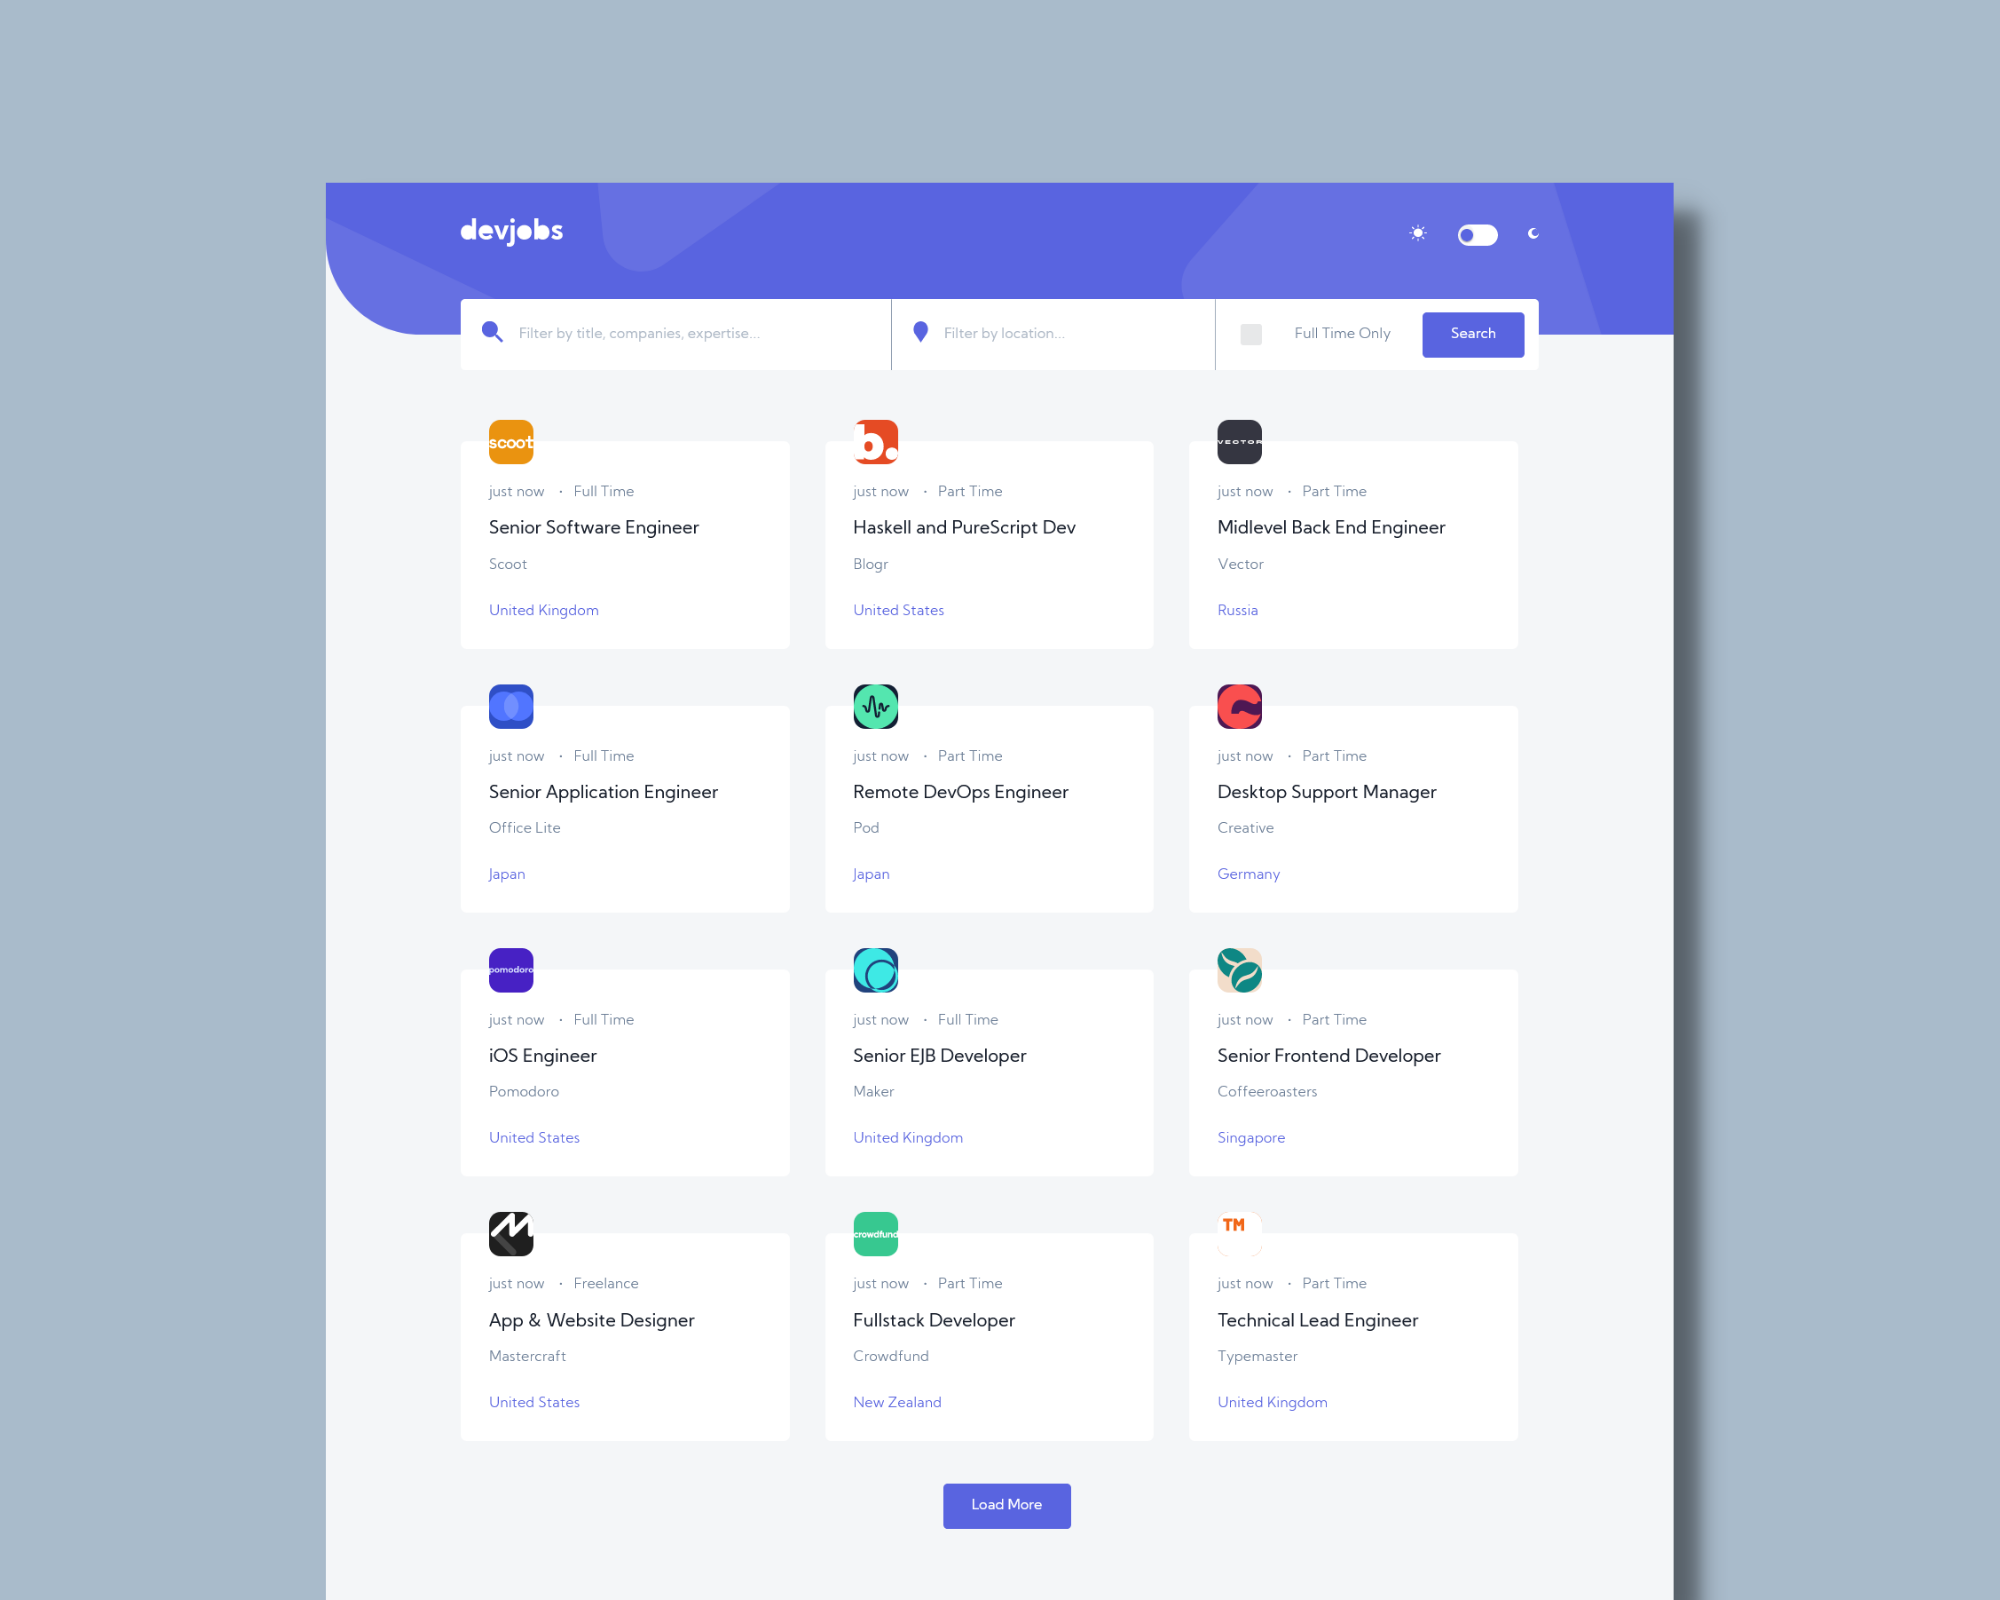 devjobs
Filter by title, companies, expertise...
Filter by location...
Full Time Only
Search
scoot
just now • Full Time
Senior Software Engineer
Scoot
United Kingdom
b.
just now • Part Time
Haskell and PureScript Dev
Blogr
United States
VECTOR
just now • Part Time
Midlevel Back End Engineer
Vector
Russia
just now • Full Time
Senior Application Engineer
Office Lite
Japan
just now • Part Time
Remote DevOps Engineer
Pod
Japan
just now • Part Time
Desktop Support Manager
Creative
Germany
pomodoro
just now • Full Time
iOS Engineer
Pomodoro
United States
just now • Full Time
Senior EJB Developer
Maker
United Kingdom
just now • Part Time
Senior Frontend Developer
Coffeeroasters
Singapore
just now • Freelance
App & Website Designer
Mastercraft
United States
crowdfund
just now • Part Time
Fullstack Developer
Crowdfund
New Zealand
TM
just now • Part Time
Technical Lead Engineer
Typemaster
United Kingdom
Load More